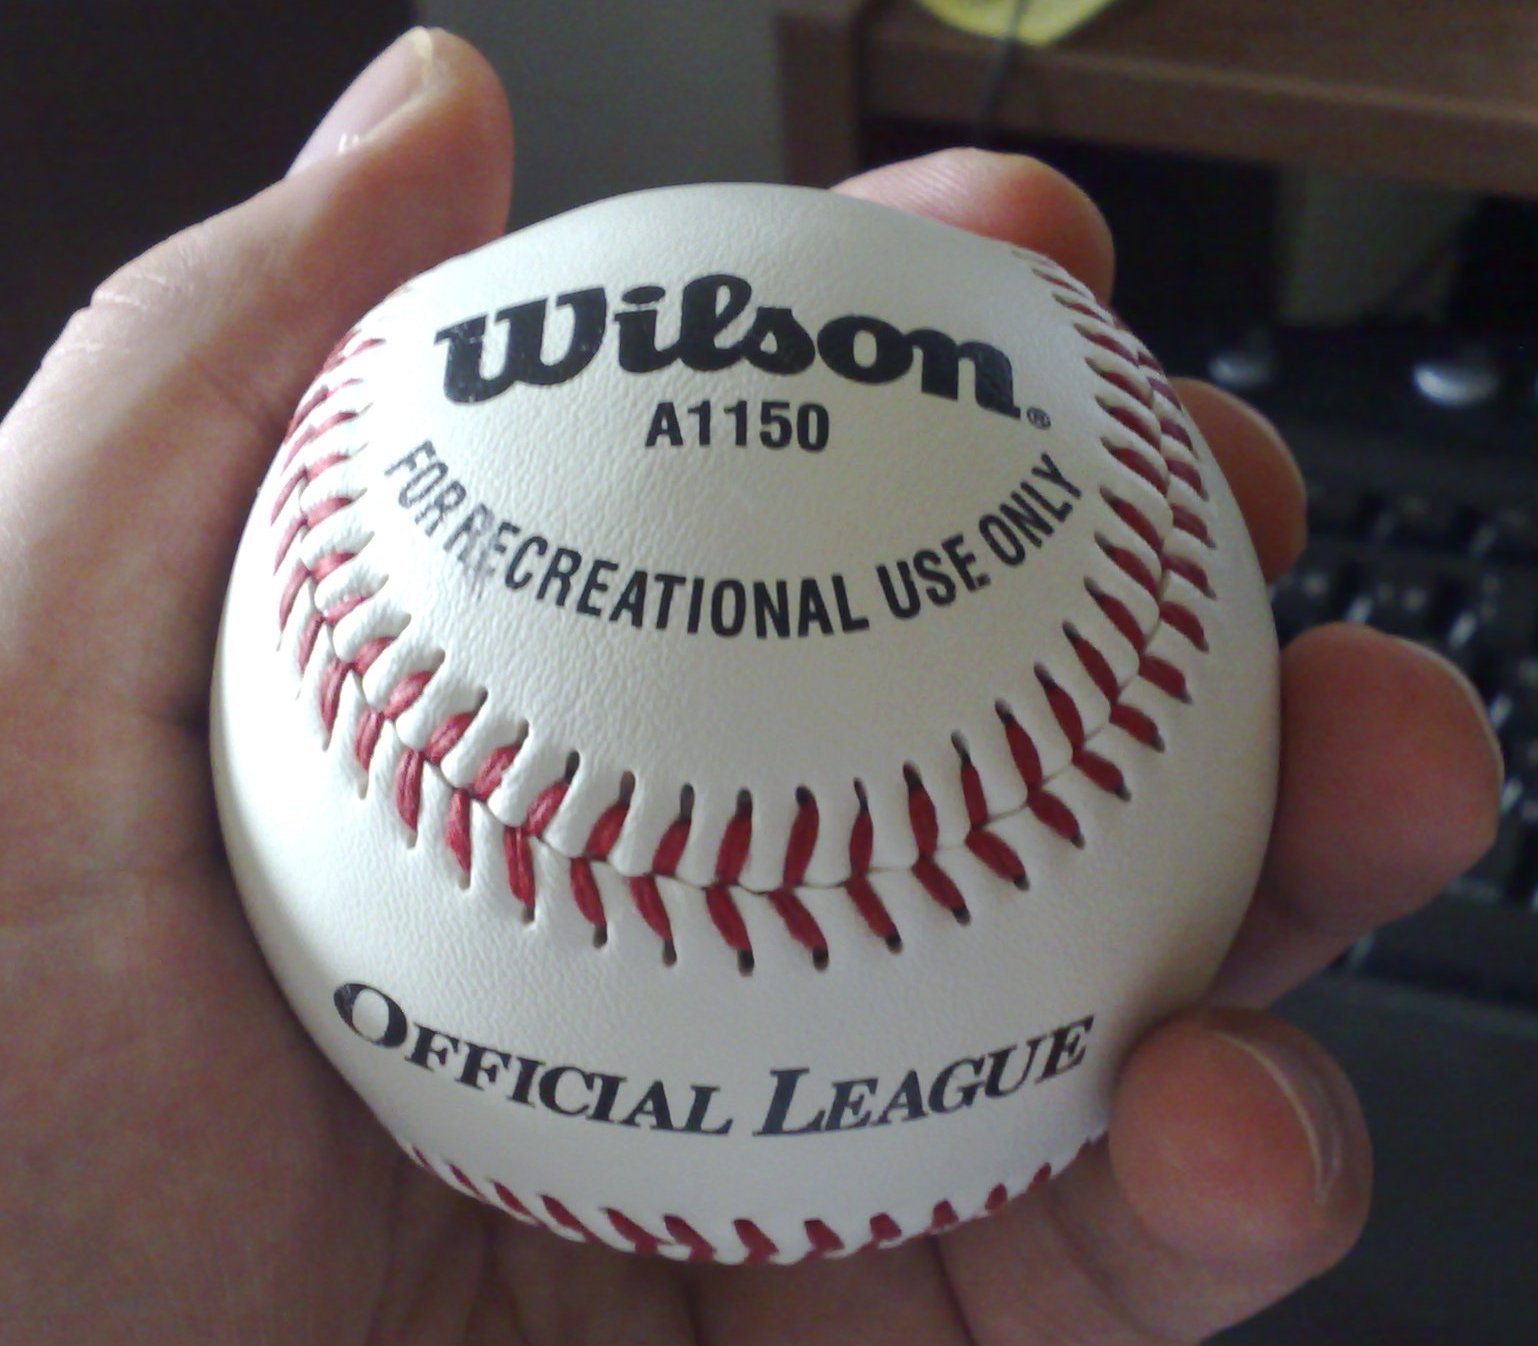 Wilson®
A1150
FOR RECREATIONAL USE ONLY
OFFICIAL LEAGUE